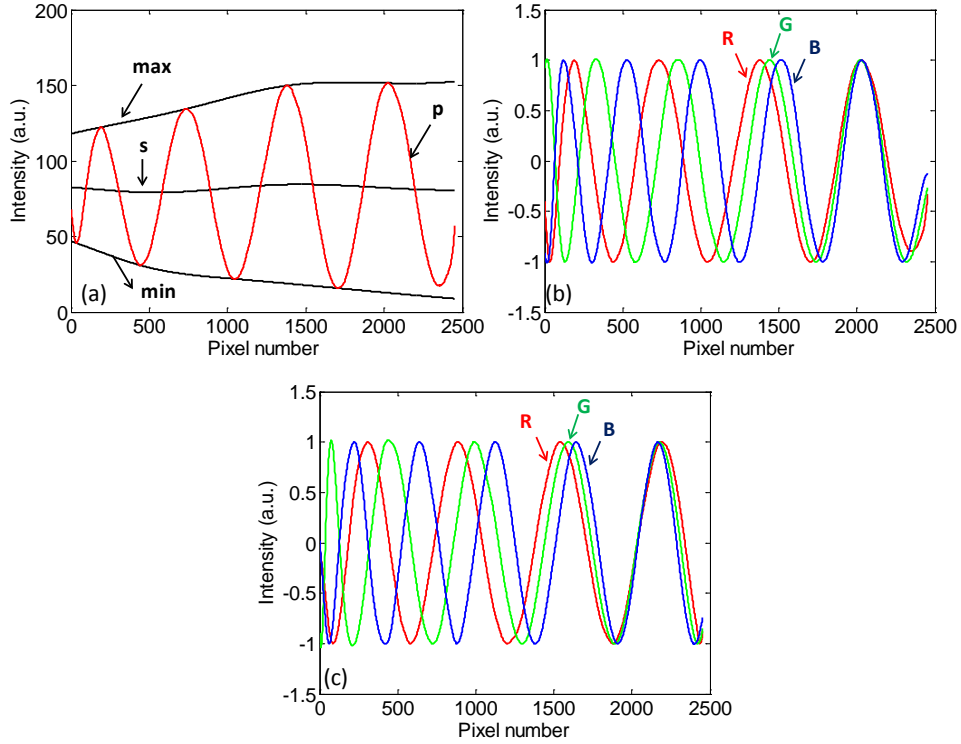 200
150
100
50
0
Intensity (a.u.)
max
s
p
min
(a)
0 500 1000 1500 2000 2500
Pixel number
1.5
1
0.5
0
-0.5
-1
-1.5
Intensity (a.u.)
R
G
B
(b)
0 500 1000 1500 2000 2500
Pixel number
1.5
1
0.5
0
-0.5
-1
-1.5
Intensity (a.u.)
R
G
B
(c)
0 500 1000 1500 2000 2500
Pixel number